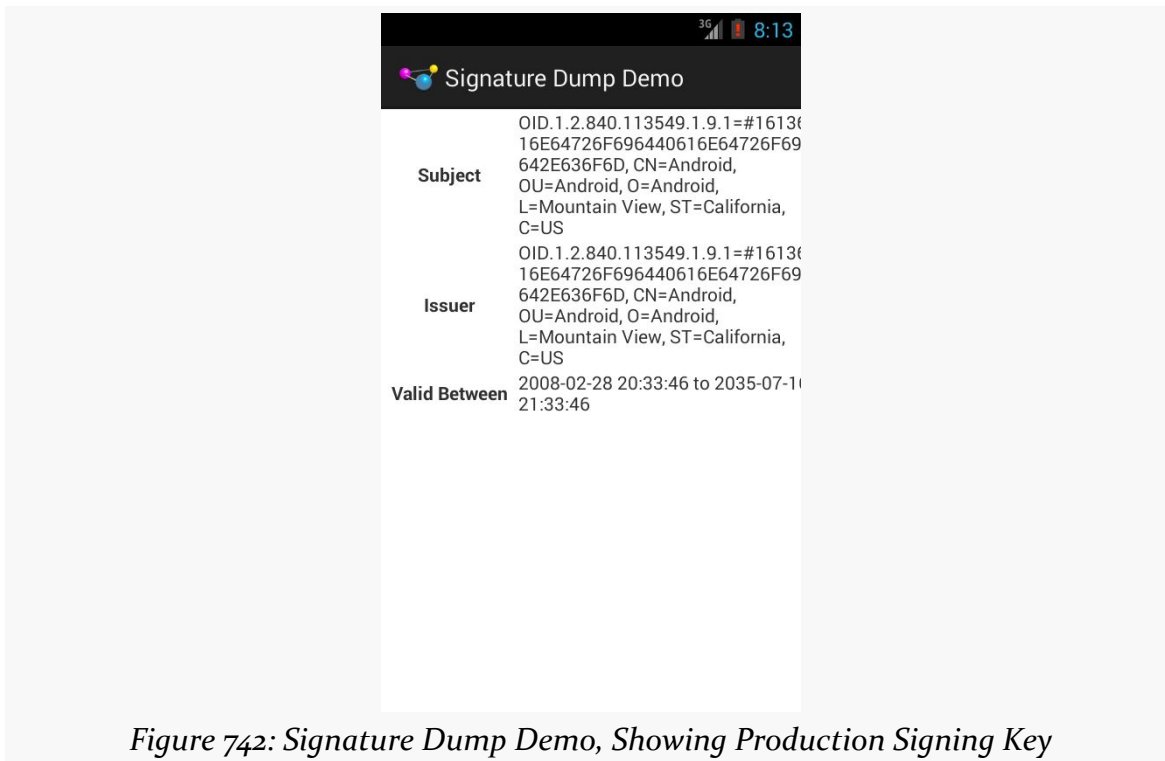 3G 8:13
Signature Dump Demo
Subject
OID.1.2.840.113549.1.9.1=#1613
16E64726F696440616E64726F69
642E636F6D, CN=Android,
OU=Android, O=Android,
L=Mountain View, ST=California,
C=US
Issuer
OID.1.2.840.113549.1.9.1=#1613
16E64726F696440616E64726F69
642E636F6D, CN=Android,
OU=Android, O=Android,
L=Mountain View, ST=California,
C=US
Valid Between
2008-02-28 20:33:46 to 2035-07-1
21:33:46
Figure 742: Signature Dump Demo, Showing Production Signing Key